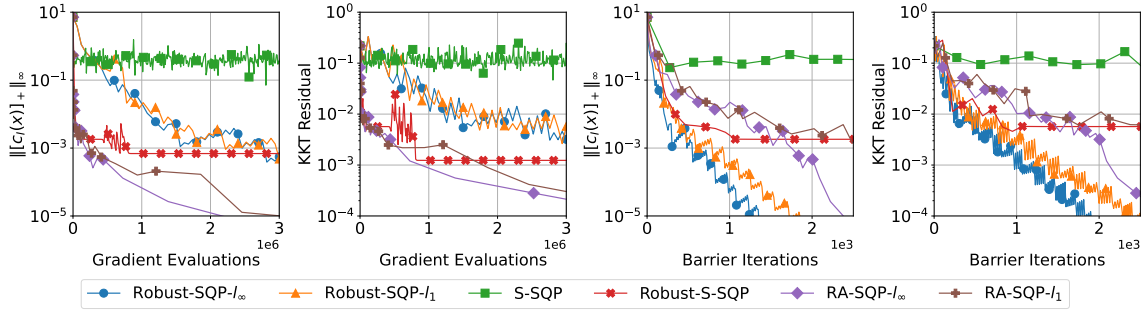 10^1
10^-1
10^-3
10^-5
‖[c_I(x)]_+‖_∞
0
1
2
3
1e6
Gradient Evaluations
10^0
10^-1
10^-2
10^-3
10^-4
KKT Residual
0
1
2
3
1e6
Gradient Evaluations
10^1
10^-1
10^-3
10^-5
‖[c_I(x)]_+‖_∞
0
1
2
1e3
Barrier Iterations
10^0
10^-1
10^-2
10^-3
10^-4
KKT Residual
0
1
2
1e3
Barrier Iterations
Robust-SQP-l_∞
Robust-SQP-l_1
S-SQP
Robust-S-SQP
RA-SQP-l_∞
RA-SQP-l_1